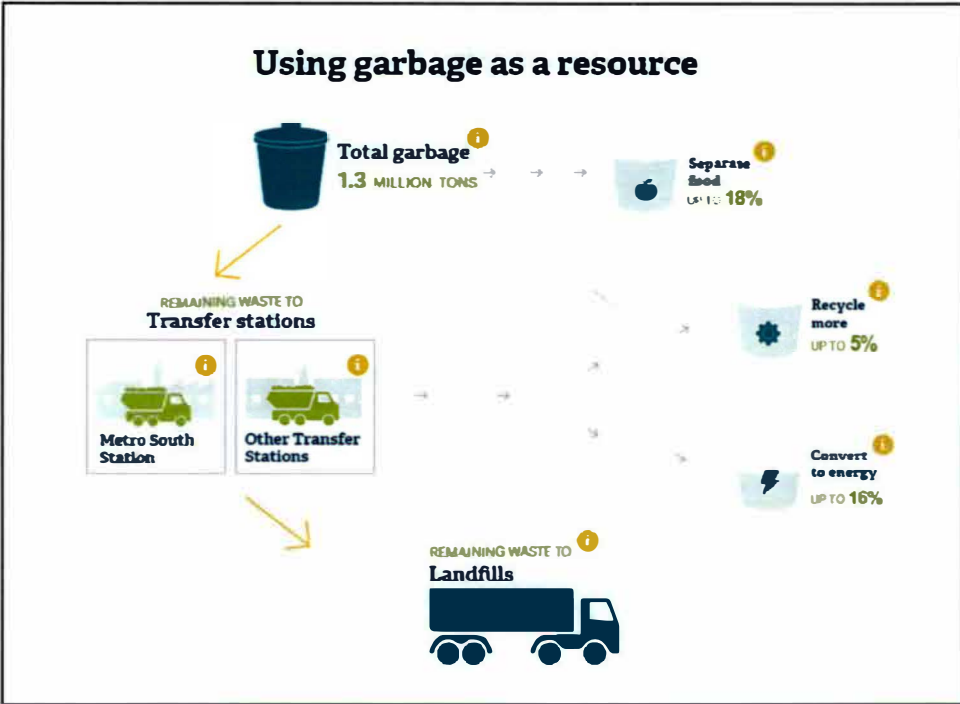 Using garbage as a resource
Total garbage
1.3 MILLION TONS
Separate
food
UP TO 18%
REMAINING WASTE TO
Transfer stations
Metro South
Station
Other Transfer
Stations
Recycle
more
UP TO 5%
Convert
to energy
UP TO 16%
REMAINING WASTE TO
Landfills